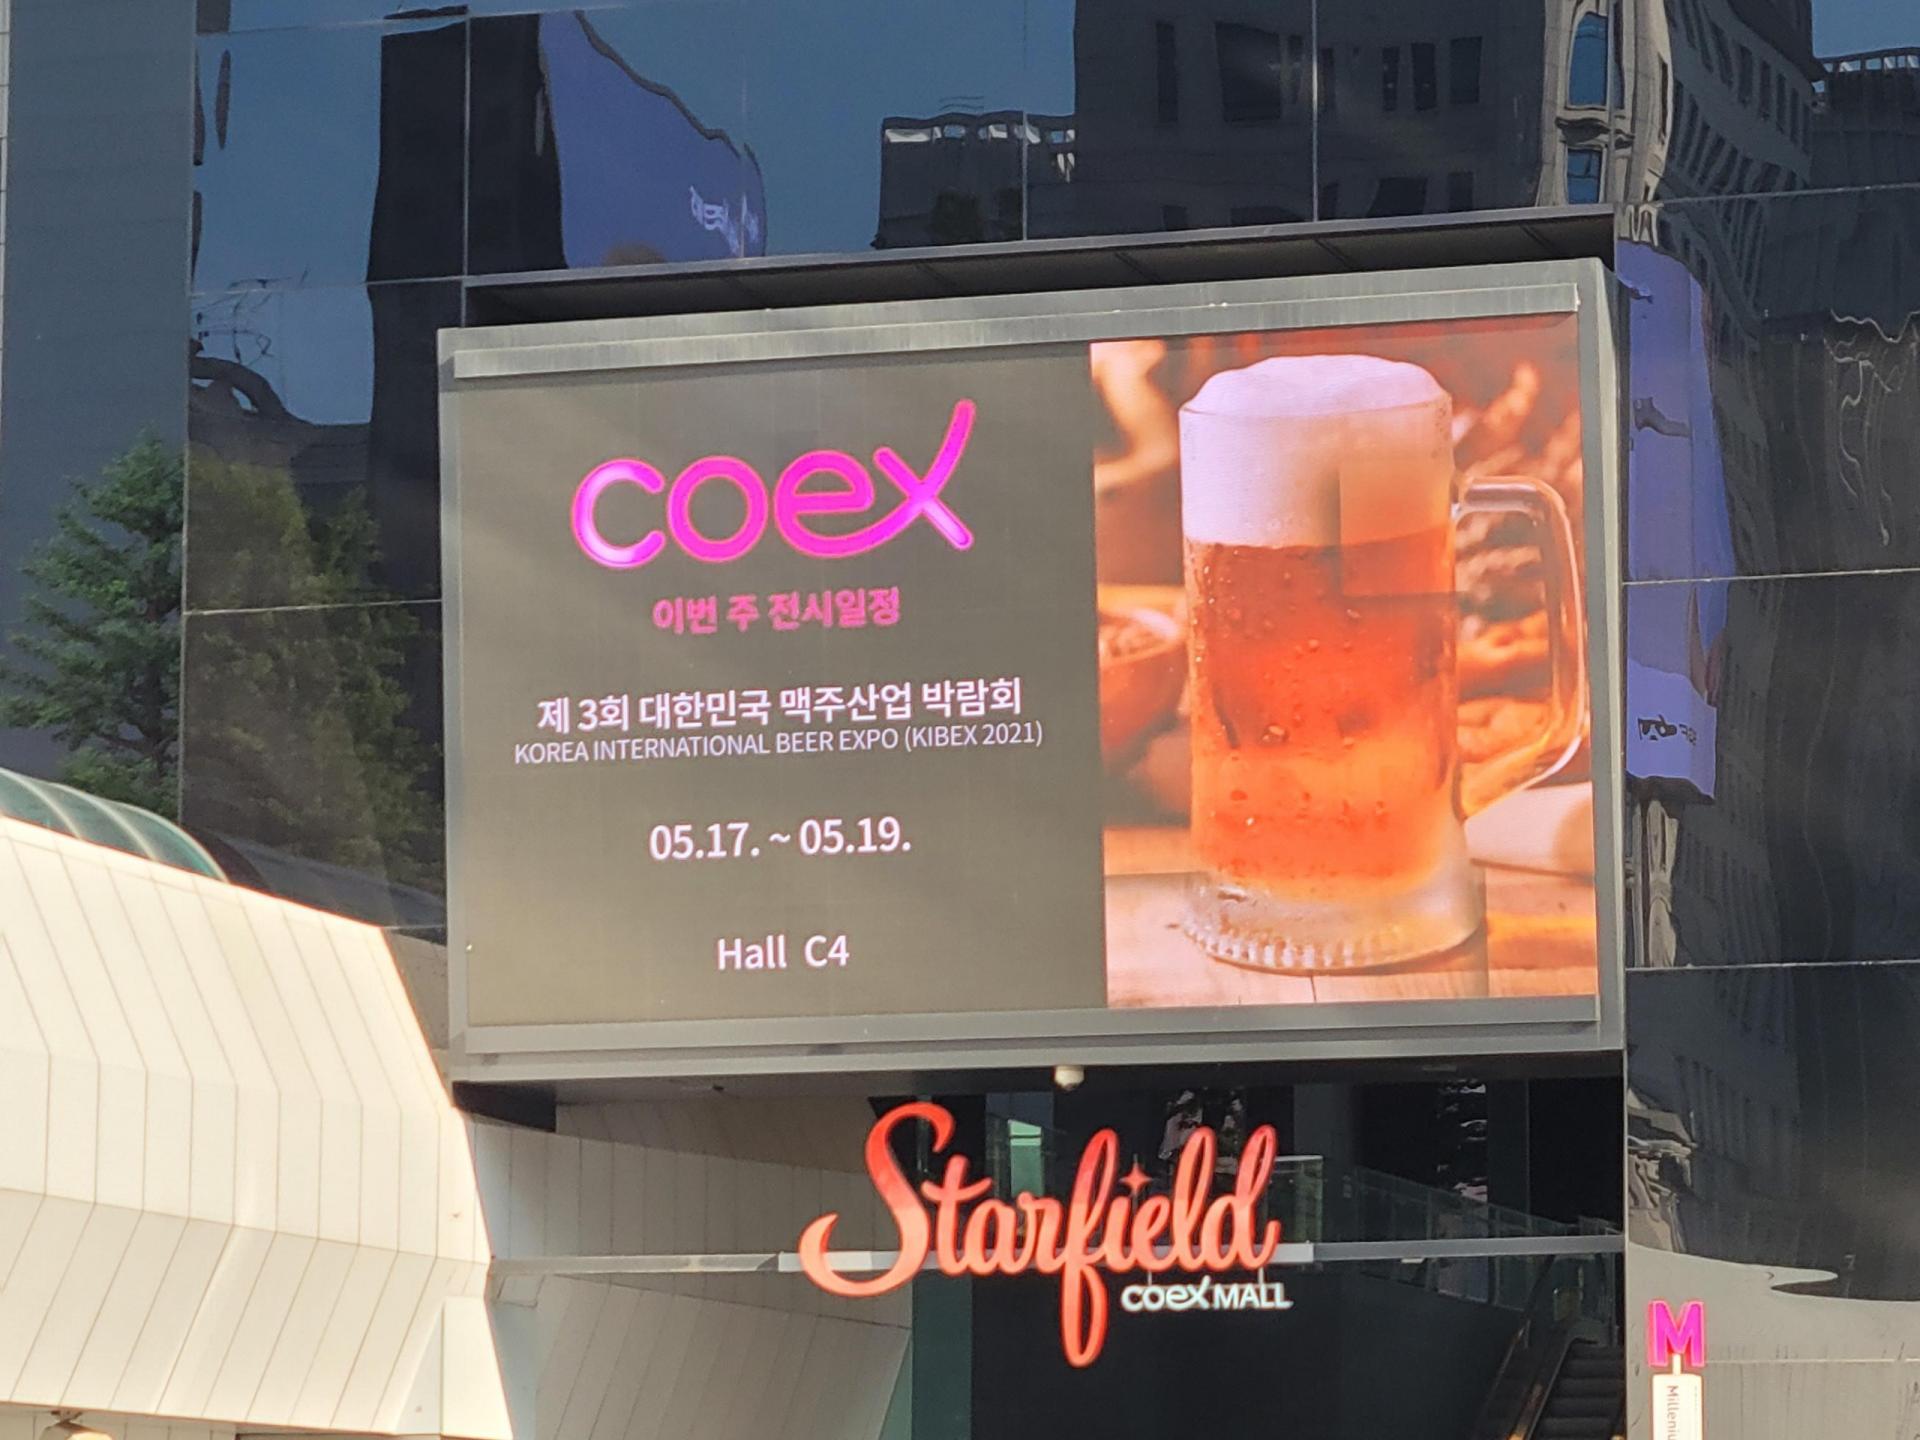 coex
이번 주 전시일정
제 3회 대한민국 맥주산업 박람회
KOREA INTERNATIONAL BEER EXPO (KIBEX 2021)
05.17. ~ 05.19.
Hall C4
Starfield
coex MALL
M